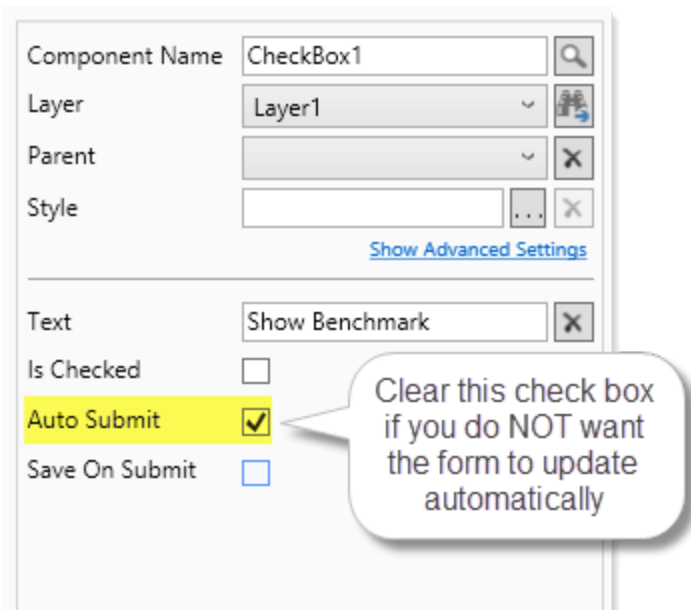 Component Name CheckBox1
Layer Layer1
Parent
Style ...
Show Advanced Settings
Text Show Benchmark
Is Checked
Auto Submit
Save On Submit
Clear this check box
if you do NOT want
the form to update
automatically